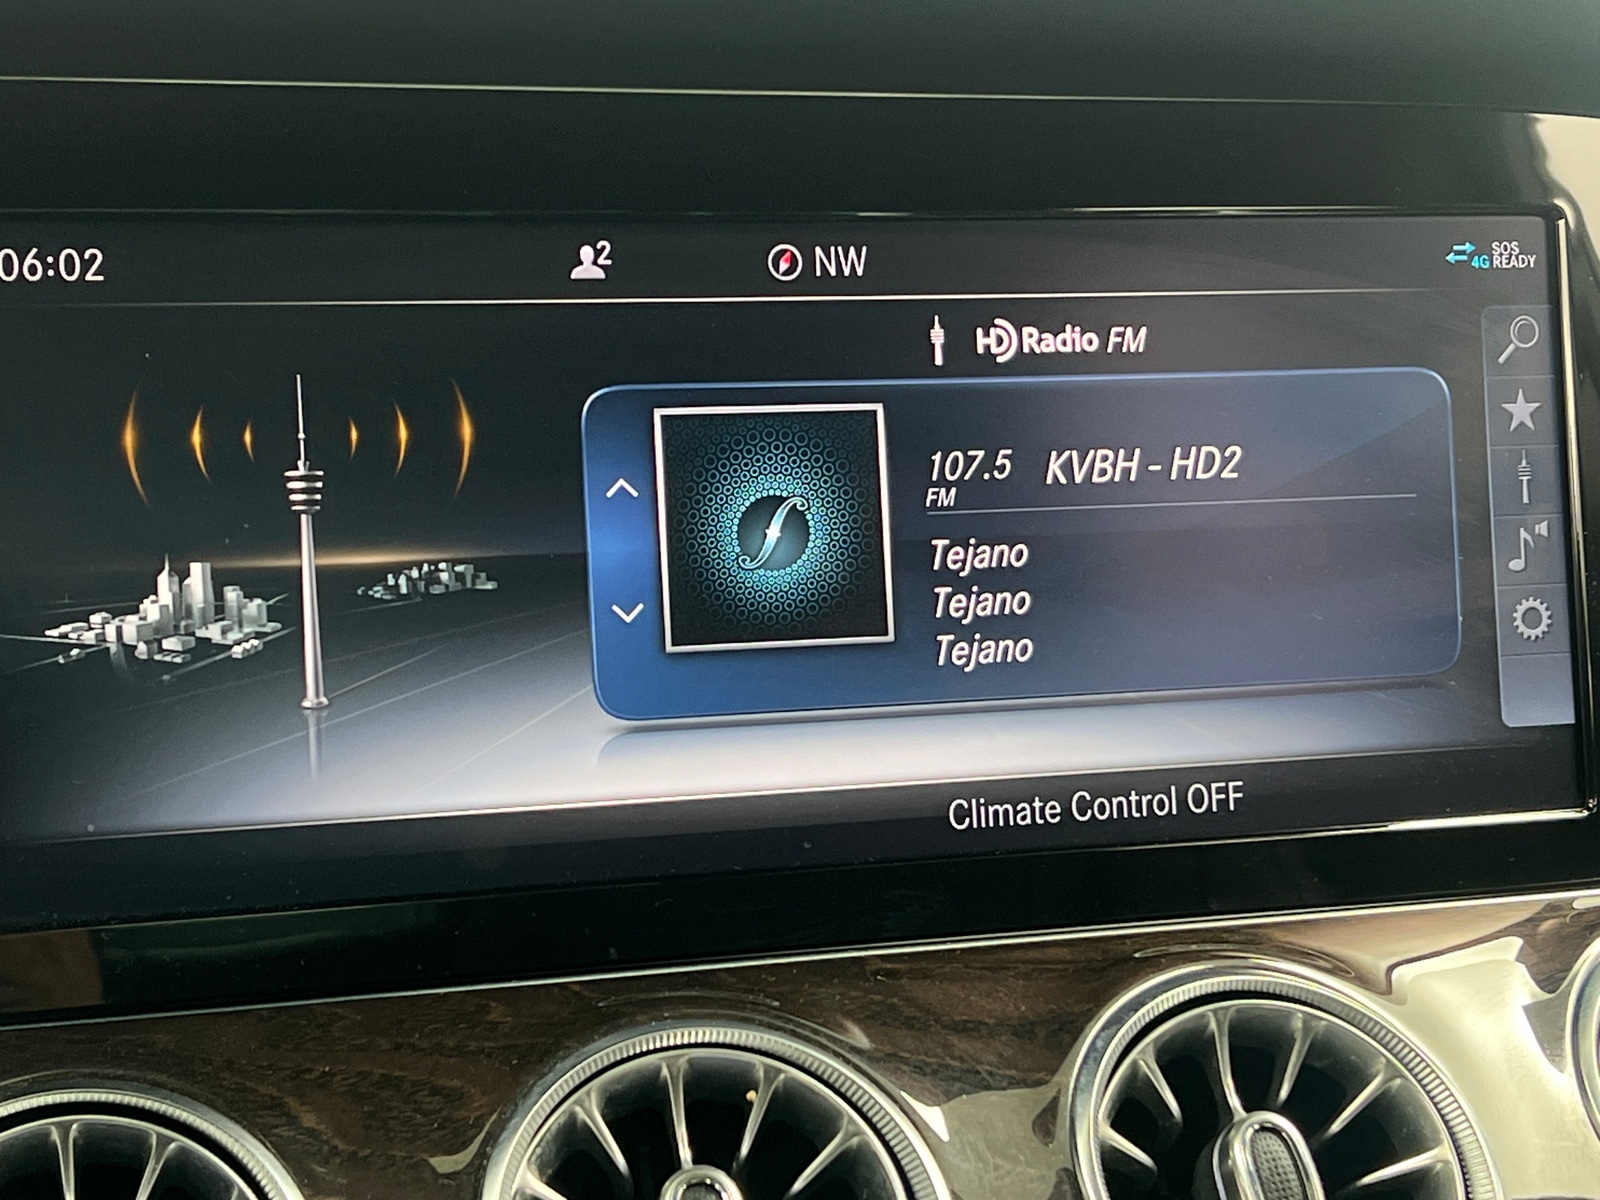 06:02
2
NW
4G SOS READY
HD Radio FM
107.5 KVBH - HD2
FM
Tejano
Tejano
Tejano
Climate Control OFF